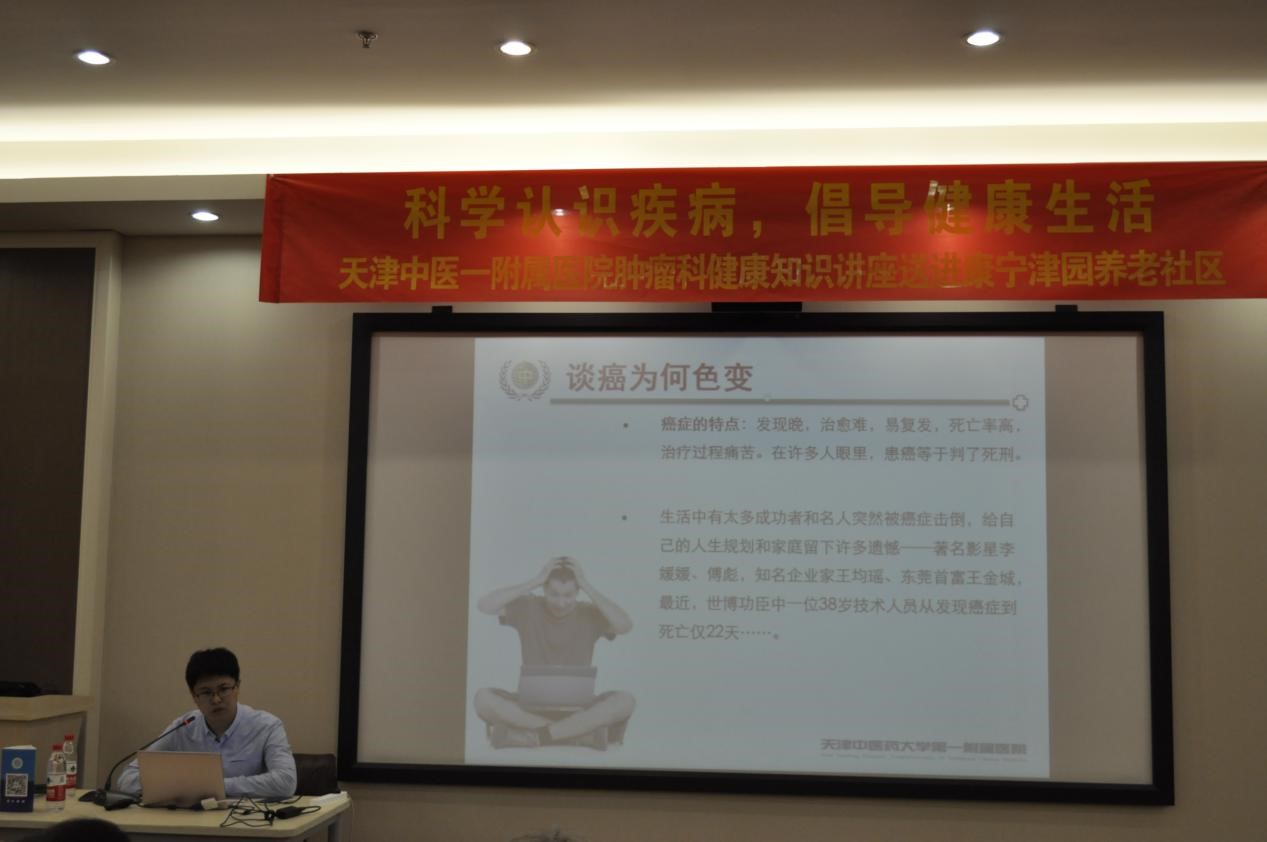 科学认识疾病，倡导健康生活
天津中医一附属医院肿瘤科健康知识讲座送进康宁津园养老社区
谈癌为何色变
癌症的特点：发现晚，治愈难，易复发，死亡率高，
治疗过程痛苦。在许多人眼里，患癌等于判了死刑。
生活中有太多成功者和名人突然被癌症击倒，给自
己的人生规划和家庭留下许多遗憾——著名影星李
媛媛、傅彪，知名企业家王均瑶、东莞首富王金城，
最近，世博功臣中一位38岁技术人员从发现癌症到
死亡仅22天……。
天津中医药大学第一附属医院